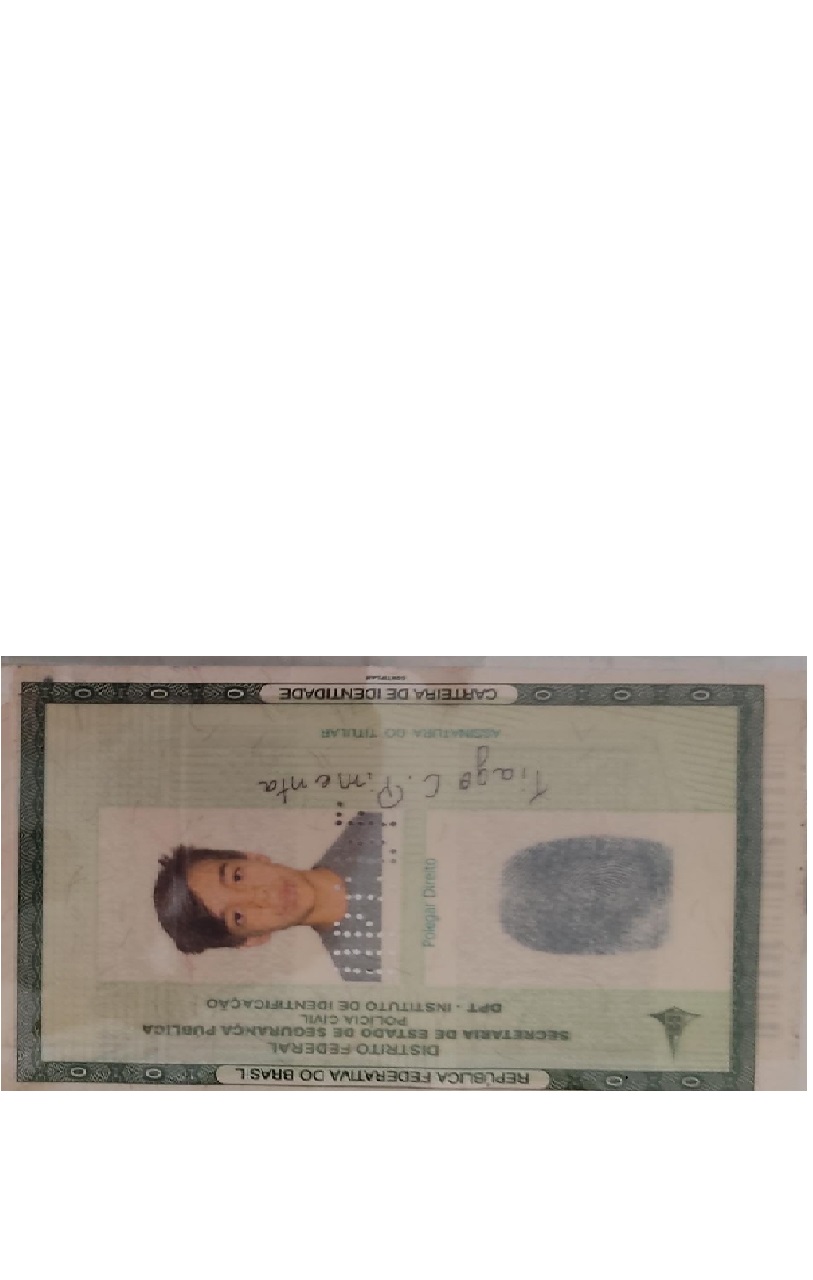 REPÚBLICA FEDERATIVA DO BRASIL
DISTRITO FEDERAL
SECRETARIA DE ESTADO DE SEGURANÇA PÚBLICA
POLÍCIA CIVIL
DPT - INSTITUTO DE IDENTIFICAÇÃO
Polegar Direito
Tiago C. Pimenta
ASSINATURA DO TITULAR
CARTEIRA DE IDENTIDADE